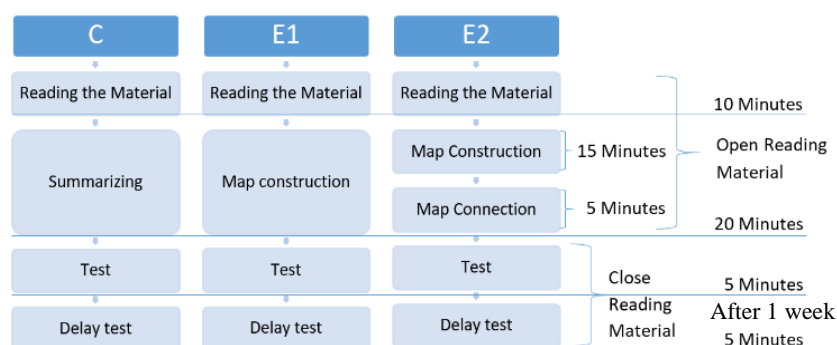 C E1 E2
Reading the Material Reading the Material Reading the Material
10 Minutes
Summarizing Map construction Map Construction 15 Minutes
Open Reading
Material
Map Connection 5 Minutes
20 Minutes
Test Test Test
Close
Reading
Material
5 Minutes
After 1 week
Delay test Delay test Delay test
5 Minutes